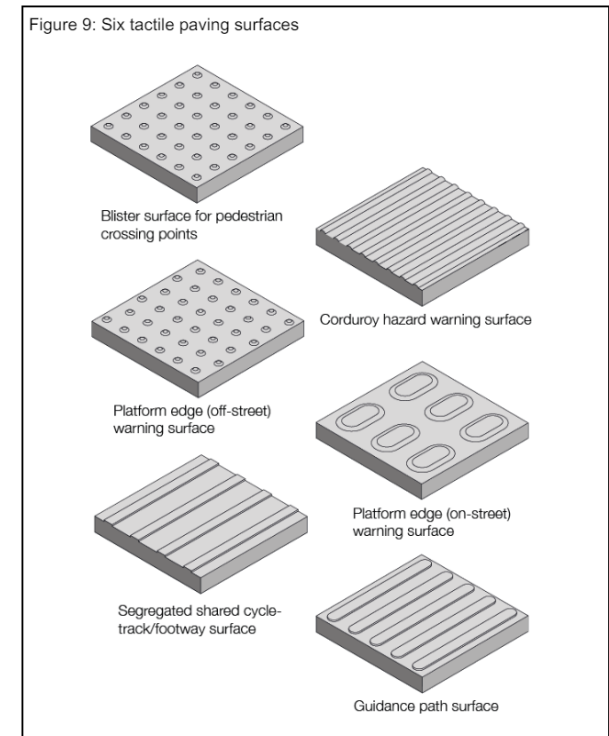 Figure 9: Six tactile paving surfaces
Blister surface for pedestrian
crossing points
Corduroy hazard warning surface
Platform edge (off-street)
warning surface
Platform edge (on-street)
warning surface
Segregated shared cycle-
track/footway surface
Guidance path surface